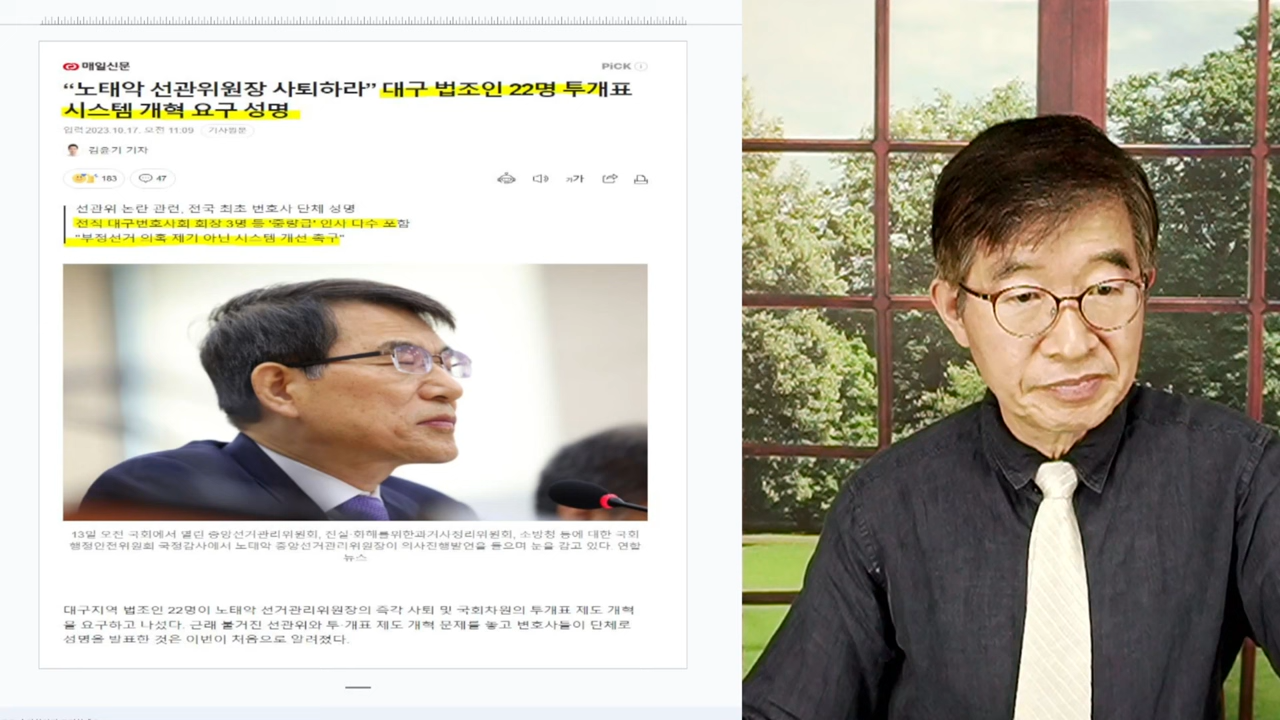 매일신문
PiCK
“노태악 선관위원장 사퇴하라” 대구 법조인 22명 투개표
시스템 개혁 요구 성명
입력 2023.10.17. 오전 11:09 기사원문
김윤기 기자
183 47
가가
선관위 논란 관련, 전국 최초 변호사 단체 성명
전직 대구변호사회 회장 3명 등 '중량급' 인사 다수 포함
"부정선거 의혹 제기 아닌 시스템 개선 촉구"
13일 오전 국회에서 열린 중앙선거관리위원회, 진실·화해를위한과거사정리위원회, 소방청 등에 대한 국회
행정안전위원회 국정감사에서 노태악 중앙선거관리위원장이 의사진행발언을 들으며 눈을 감고 있다. 연합
뉴스
대구지역 법조인 22명이 노태악 선거관리위원장의 즉각 사퇴 및 국회차원의 투개표 제도 개혁
을 요구하고 나섰다. 근래 불거진 선관위와 투·개표 제도 개혁 문제를 놓고 변호사들이 단체로
성명을 발표한 것은 이번이 처음으로 알려졌다.